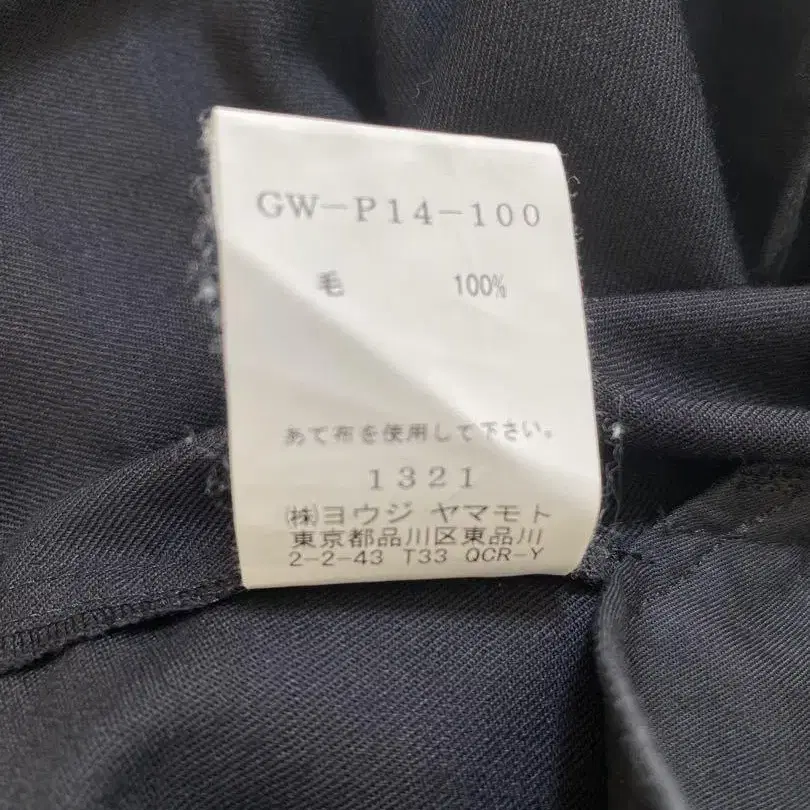 GW-P14-100
毛 100%
あて布を使用して下さい。
1321
㈱ヨウジ ヤマモト
東京都品川区東品川
2-2-43 T33 QCR-Y